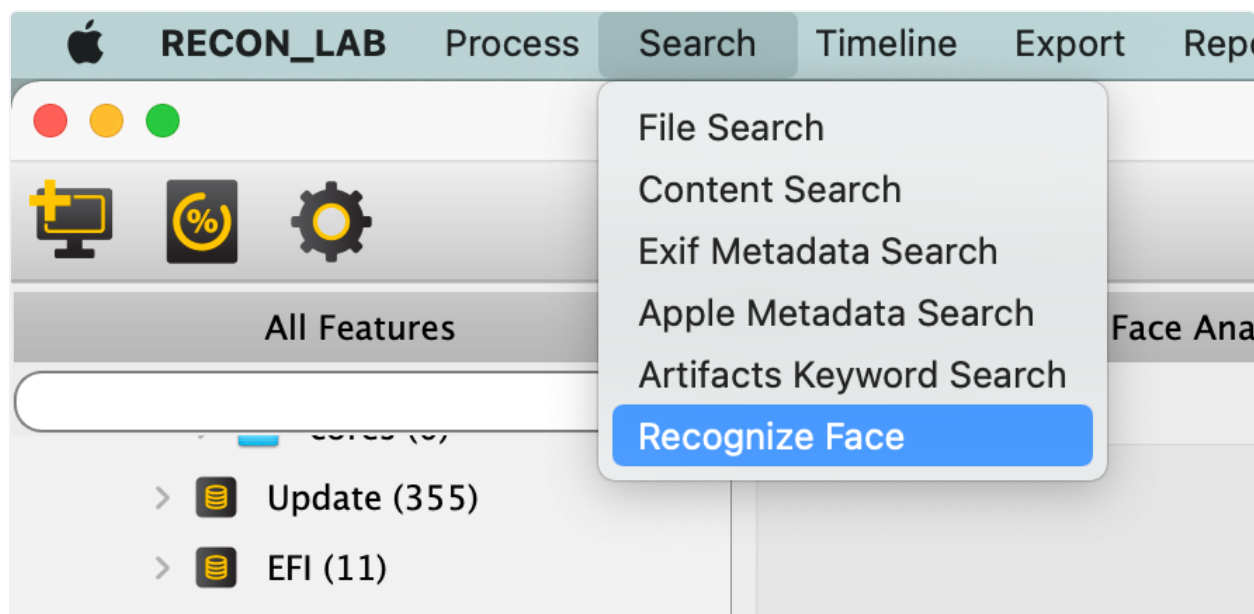 RECON_LAB Process Search Timeline Export
File Search
Content Search
Exif Metadata Search
%
All Features
Apple Metadata Search
Face
Artifacts Keyword Search
Recognize Face
Update (355)
EFI (11)